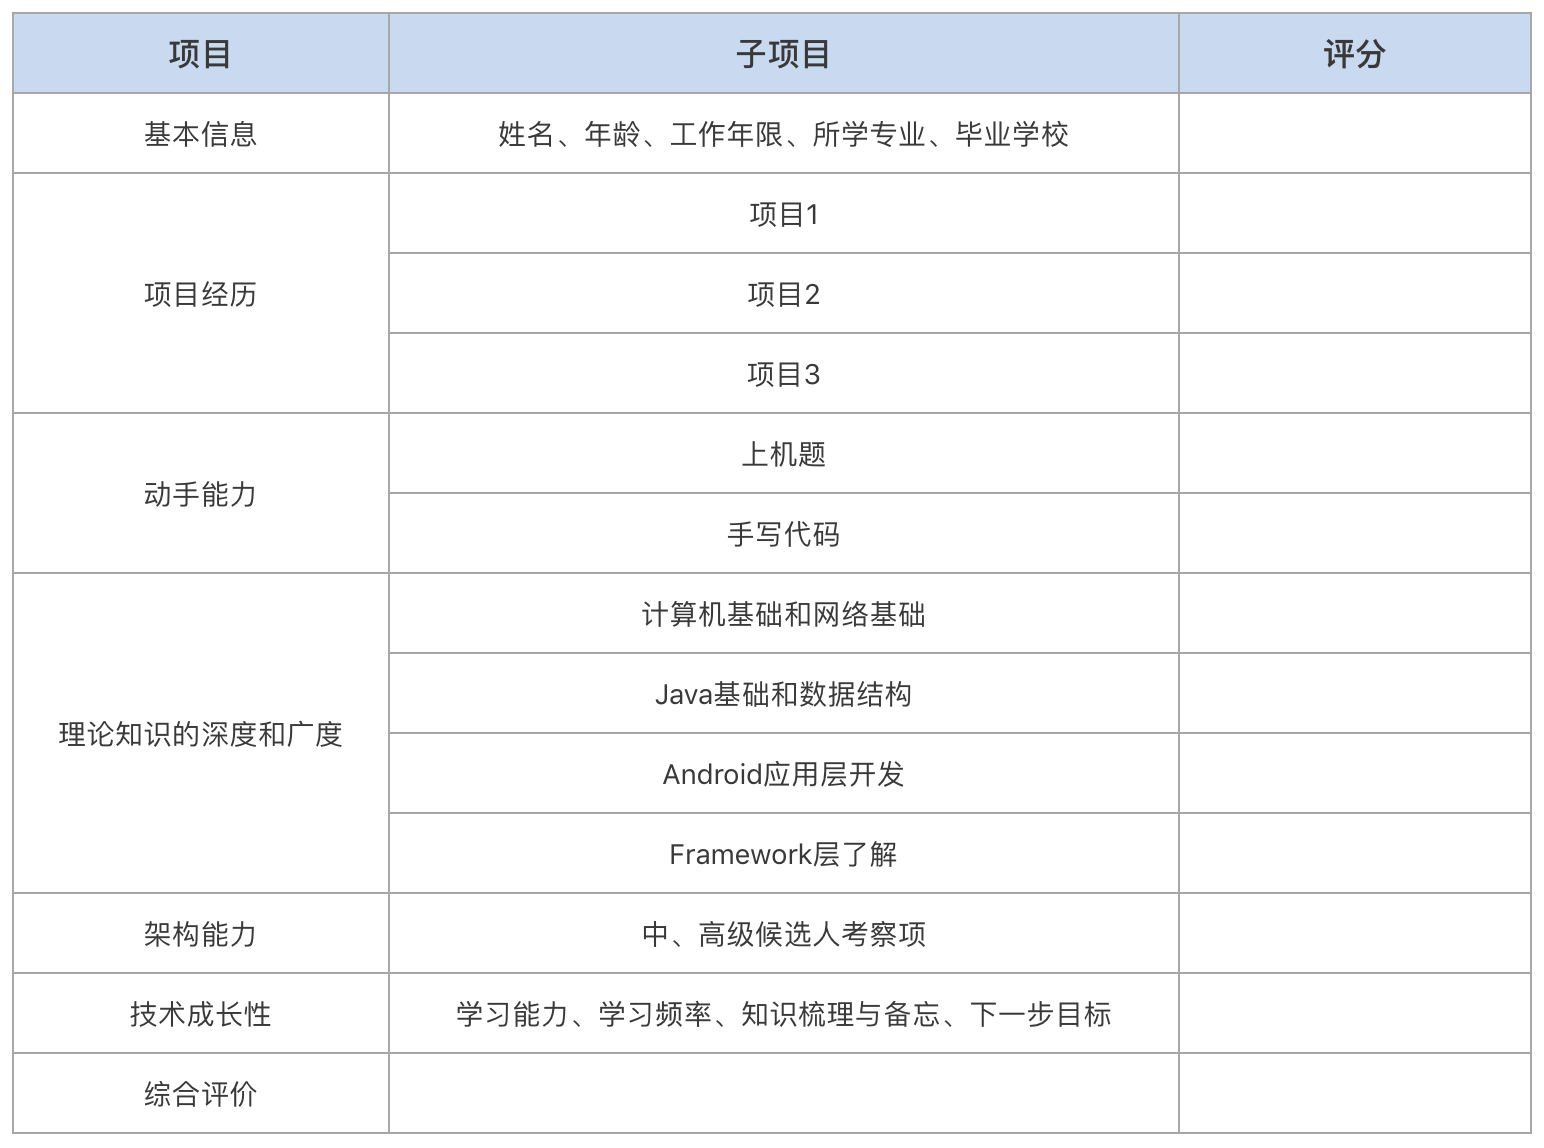 项目 子项目 评分
基本信息 姓名、年龄、工作年限、所学专业、毕业学校
项目经历
项目1
项目2
项目3
动手能力
上机题
手写代码
理论知识的深度和广度
计算机基础和网络基础
Java基础和数据结构
Android应用层开发
Framework层了解
架构能力 中、高级候选人考察项
技术成长性 学习能力、学习频率、知识梳理与备忘、下一步目标
综合评价